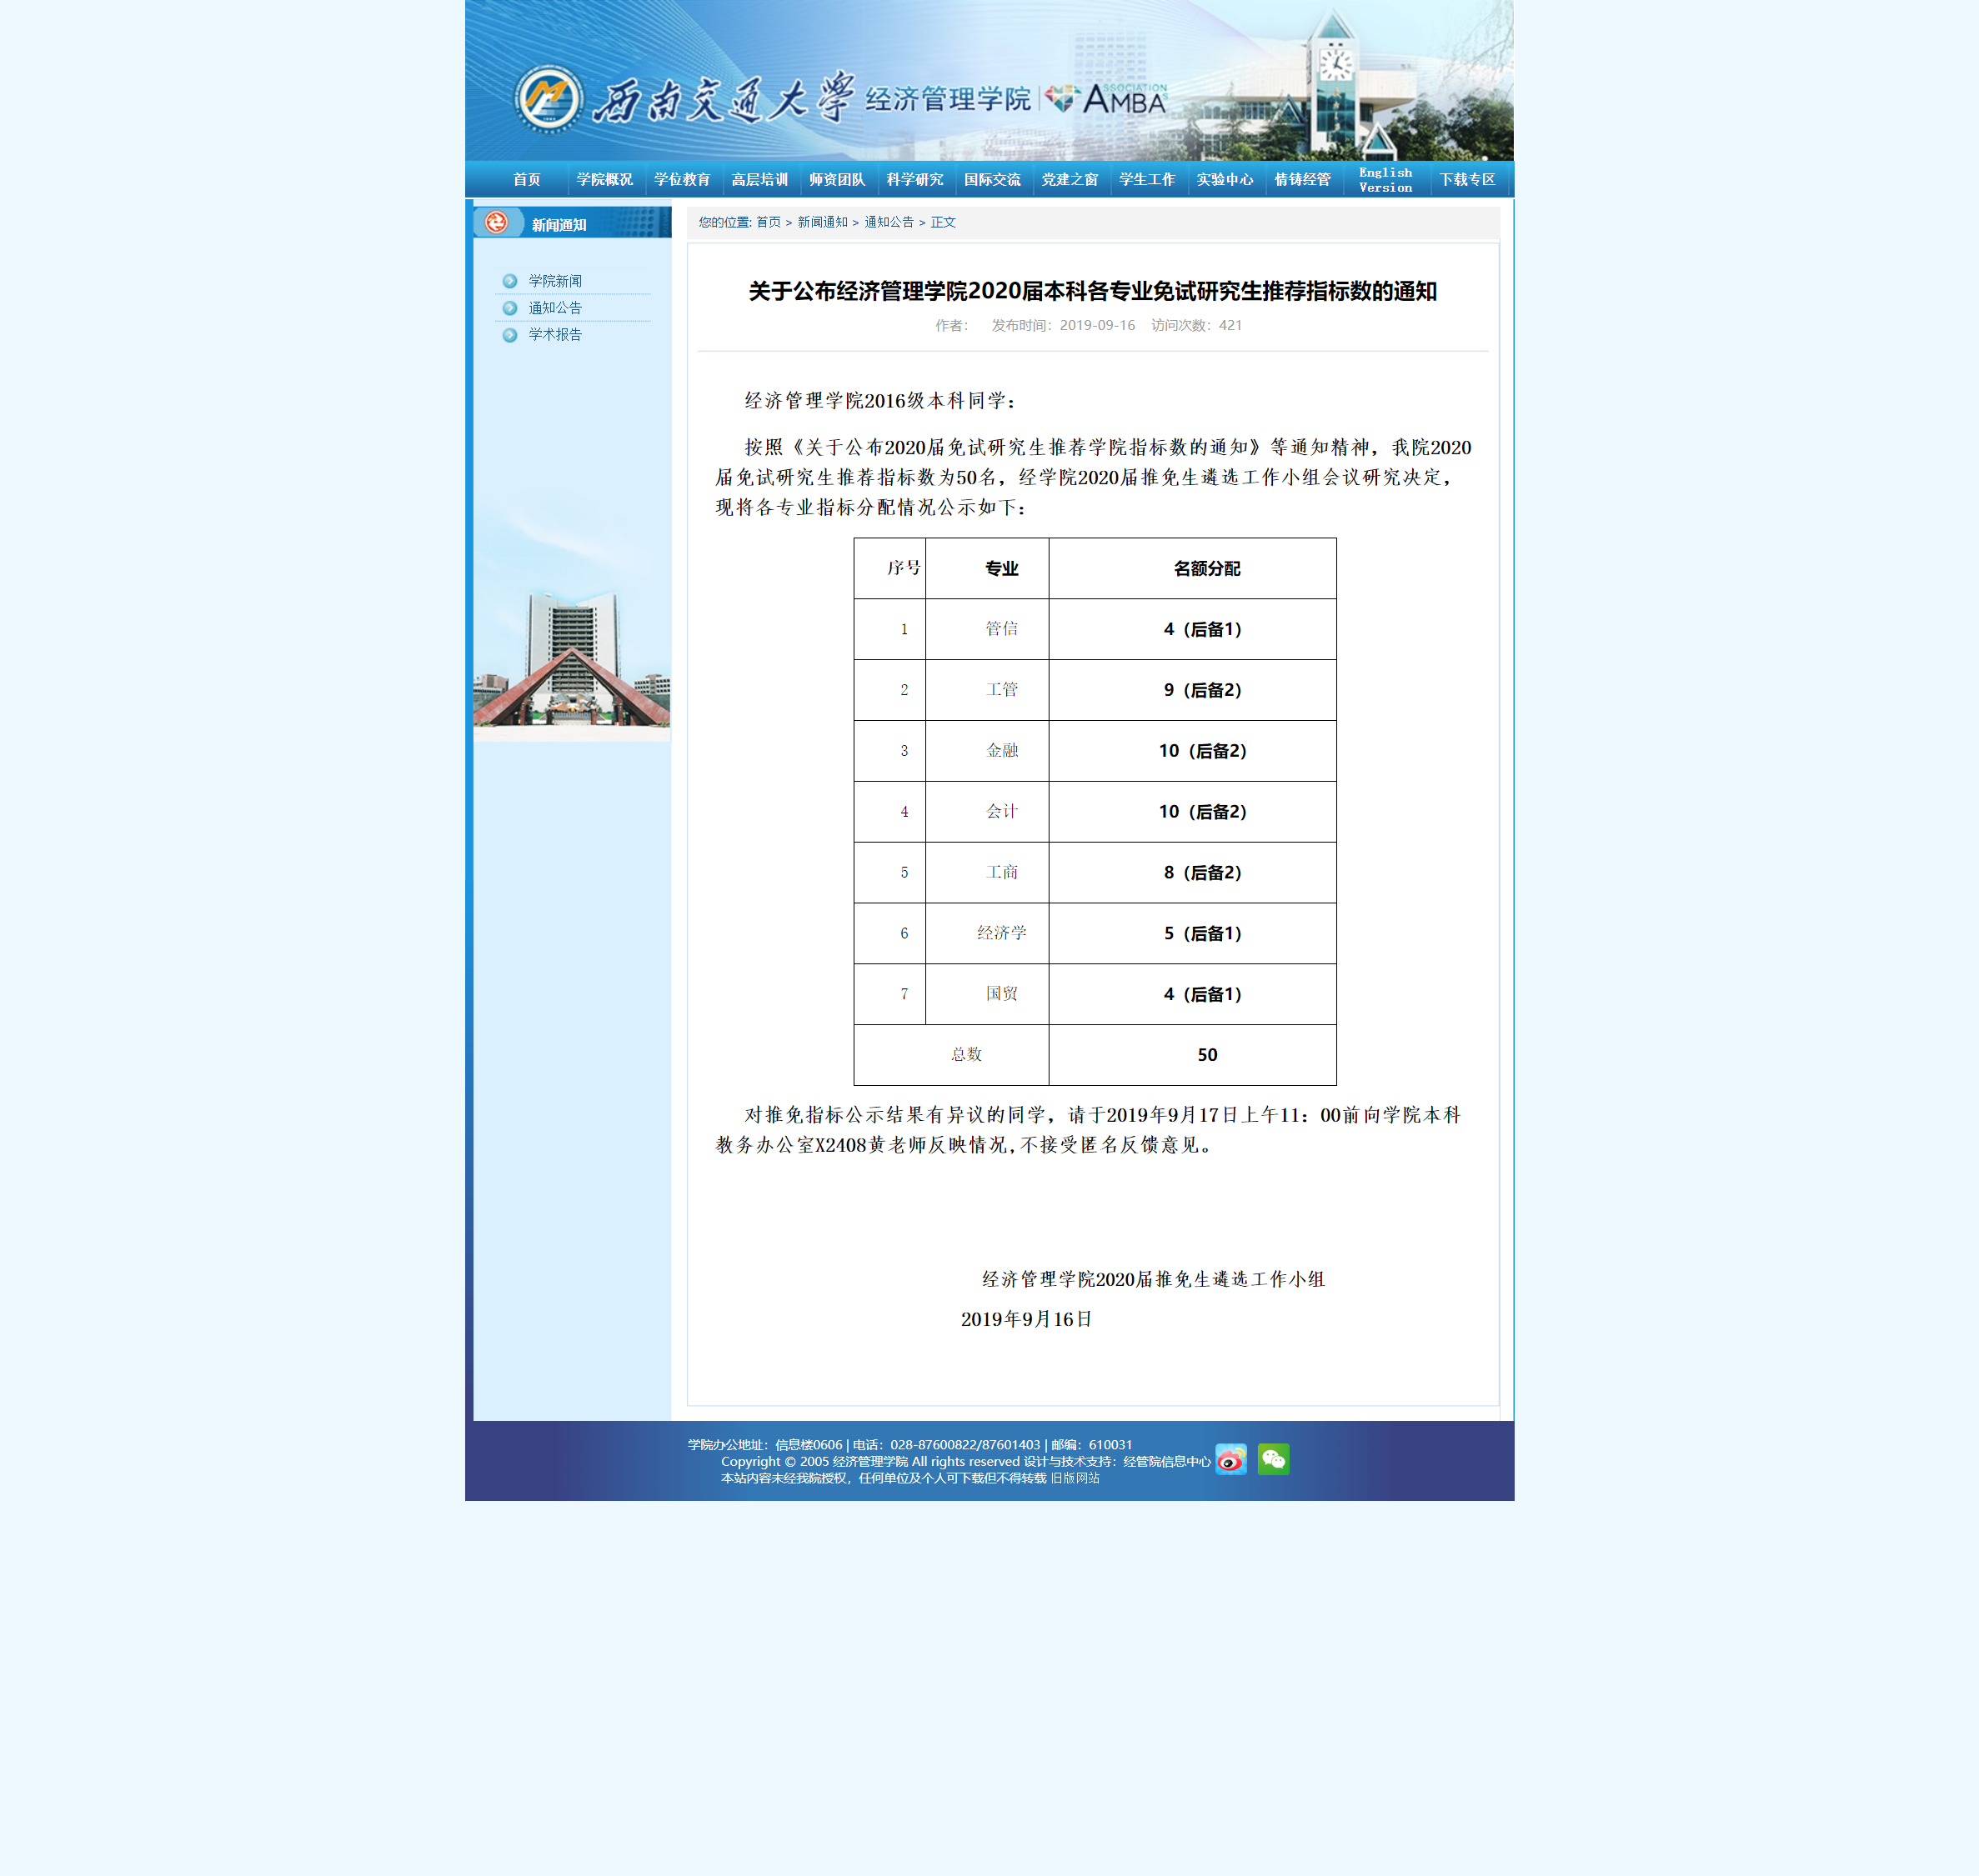 西南交通大学 经济管理学院 ASSOCIATION AMBA'S
首页 学院概况 学位教育 高层培训 师资团队 科学研究 国际交流 党建之窗 学生工作 实验中心 情铸经管 English Version 下载专区
新闻通知
学院新闻
通知公告
学术报告
您的位置: 首页 > 新闻通知 > 通知公告 > 正文
关于公布经济管理学院2020届本科各专业免试研究生推荐指标数的通知
作者： 发布时间：2019-09-16 访问次数：421
经济管理学院2016级本科同学：
按照《关于公布2020届免试研究生推荐学院指标数的通知》等通知精神，我院2020
届免试研究生推荐指标数为50名，经学院2020届推免生遴选工作小组会议研究决定，
现将各专业指标分配情况公示如下：
序号 专业 名额分配
1 管信 4（后备1）
2 工管 9（后备2）
3 金融 10（后备2）
4 会计 10（后备2）
5 工商 8（后备2）
6 经济学 5（后备1）
7 国贸 4（后备1）
总数 50
对推免指标公示结果有异议的同学，请于2019年9月17日上午11：00前向学院本科
教务办公室X2408黄老师反映情况,不接受匿名反馈意见。
经济管理学院2020届推免生遴选工作小组
2019年9月16日
学院办公地址：信息楼0606 | 电话：028-87600822/87601403 | 邮编：610031
Copyright © 2005 经济管理学院 All rights reserved 设计与技术支持：经管院信息中心
本站内容未经我院授权，任何单位及个人可下载但不得转载 旧版网站